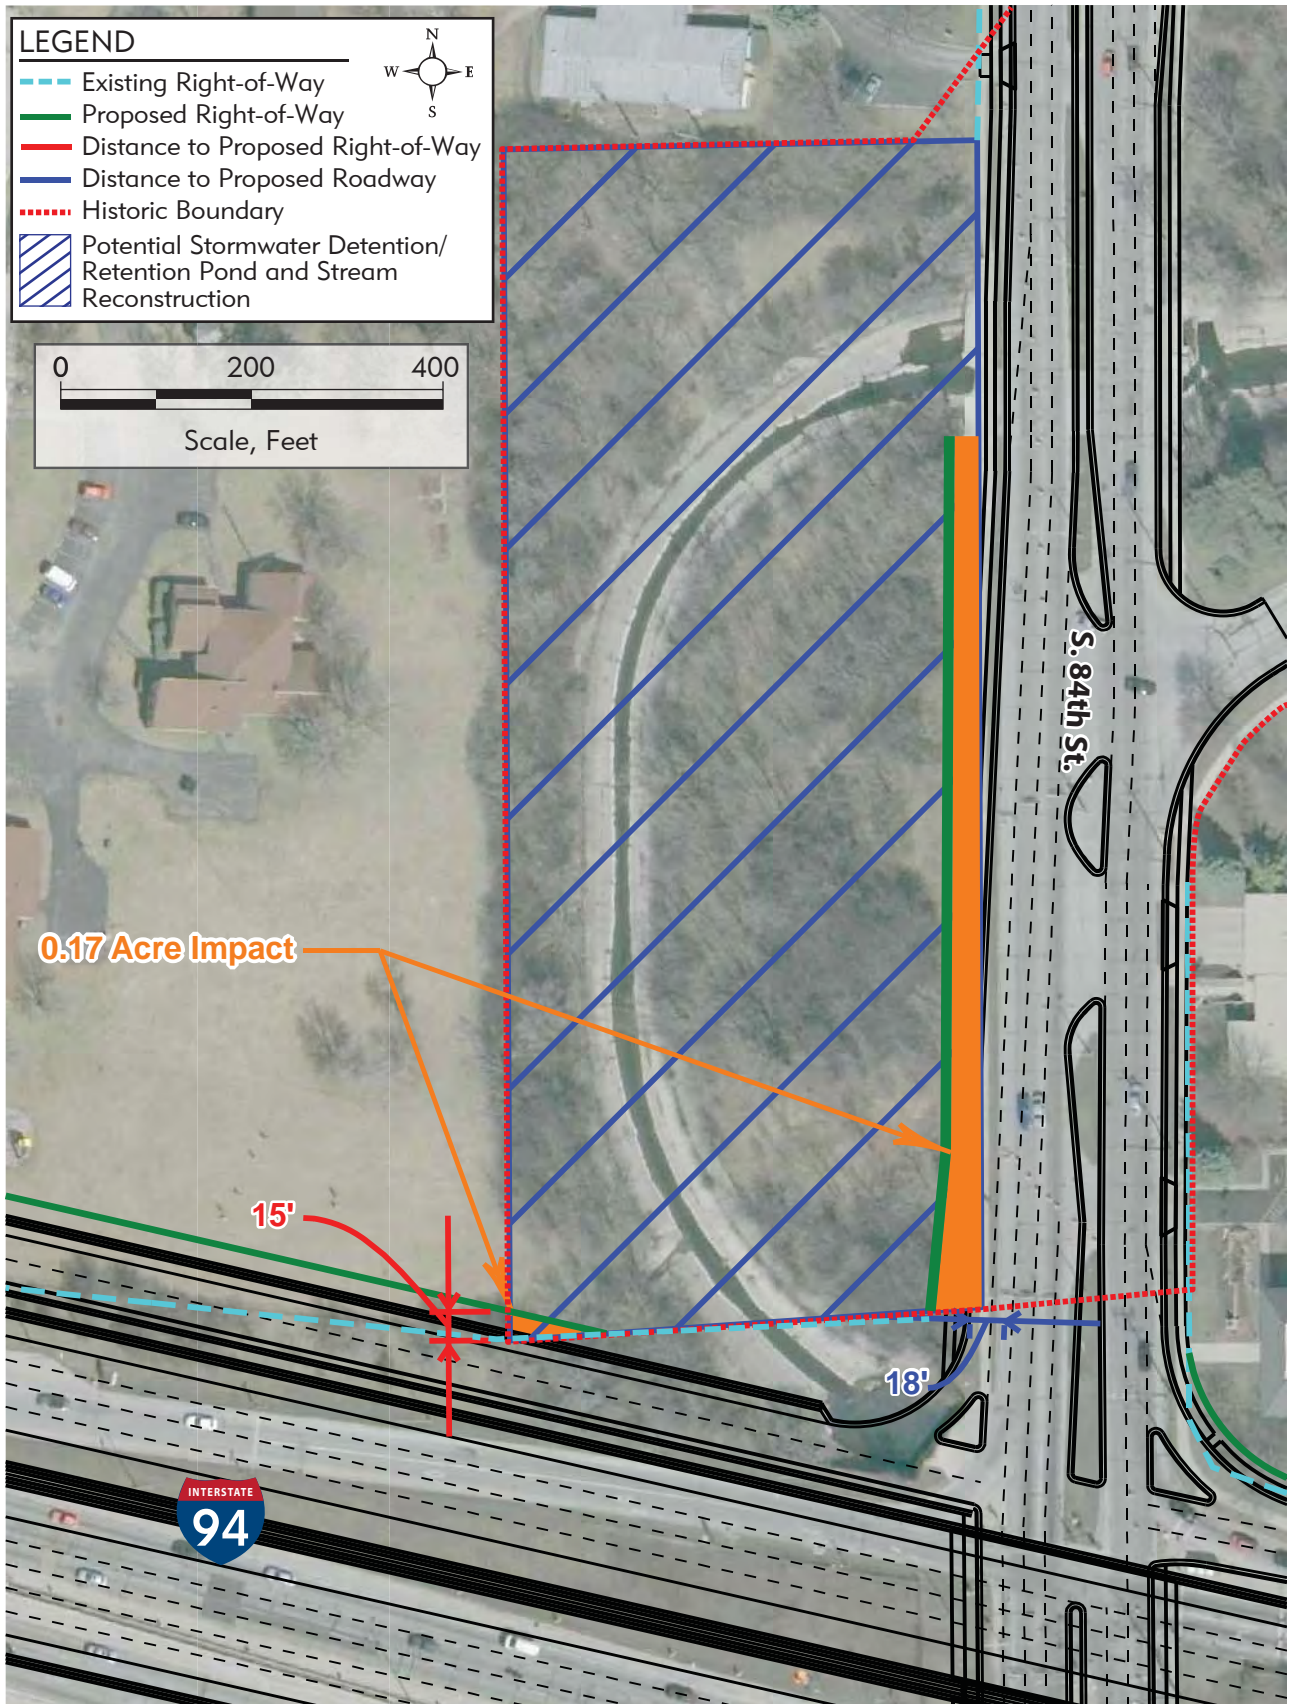 LEGEND
N
W E
S
Existing Right-of-Way
Proposed Right-of-Way
Distance to Proposed Right-of-Way
Distance to Proposed Roadway
Historic Boundary
Potential Stormwater Detention/
Retention Pond and Stream
Reconstruction
0 200 400
Scale, Feet
S. 84th St.
0.17 Acre Impact
15'
18'
INTERSTATE
94